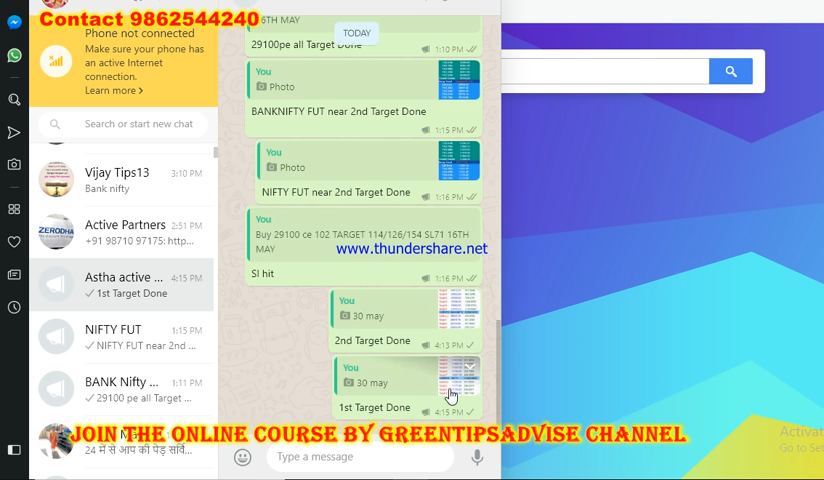 Contact 9862544240
Phone not connected
Make sure your phone has
an active Internet
connection.
Learn more >
Search or start new chat
Vijay Tips13
3:10 PM
Bank nifty
Active Partners
2:51 PM
+91 98710 97175: http...
ZERODHA
Astha active ...
4:15 PM
1st Target Done
NIFTY FUT
1:15 PM
NIFTY FUT near 2nd ...
BANK Nifty ...
1:11 PM
29100 pe all Target ...
24 में से आप की पेड़ सर्वि...
6TH MAY
TODAY
29100pe all Target Done
1:10 PM
You
Photo
BANKNIFTY FUT near 2nd Target Done
1:15 PM
You
Photo
NIFTY FUT near 2nd Target Done
1:16 PM
You
Buy 29100 ce 102 TARGET 114/126/154 SL71 16TH
MAY
www.thundershare.net
Sl hit
1:16 PM
You
30 may
2nd Target Done
4:13 PM
You
30 may
1st Target Done
4:15 PM
JOIN THE ONLINE COURSE BY GREENTIPSADVISE CHANNEL
Type a message
Activat
Go to Set